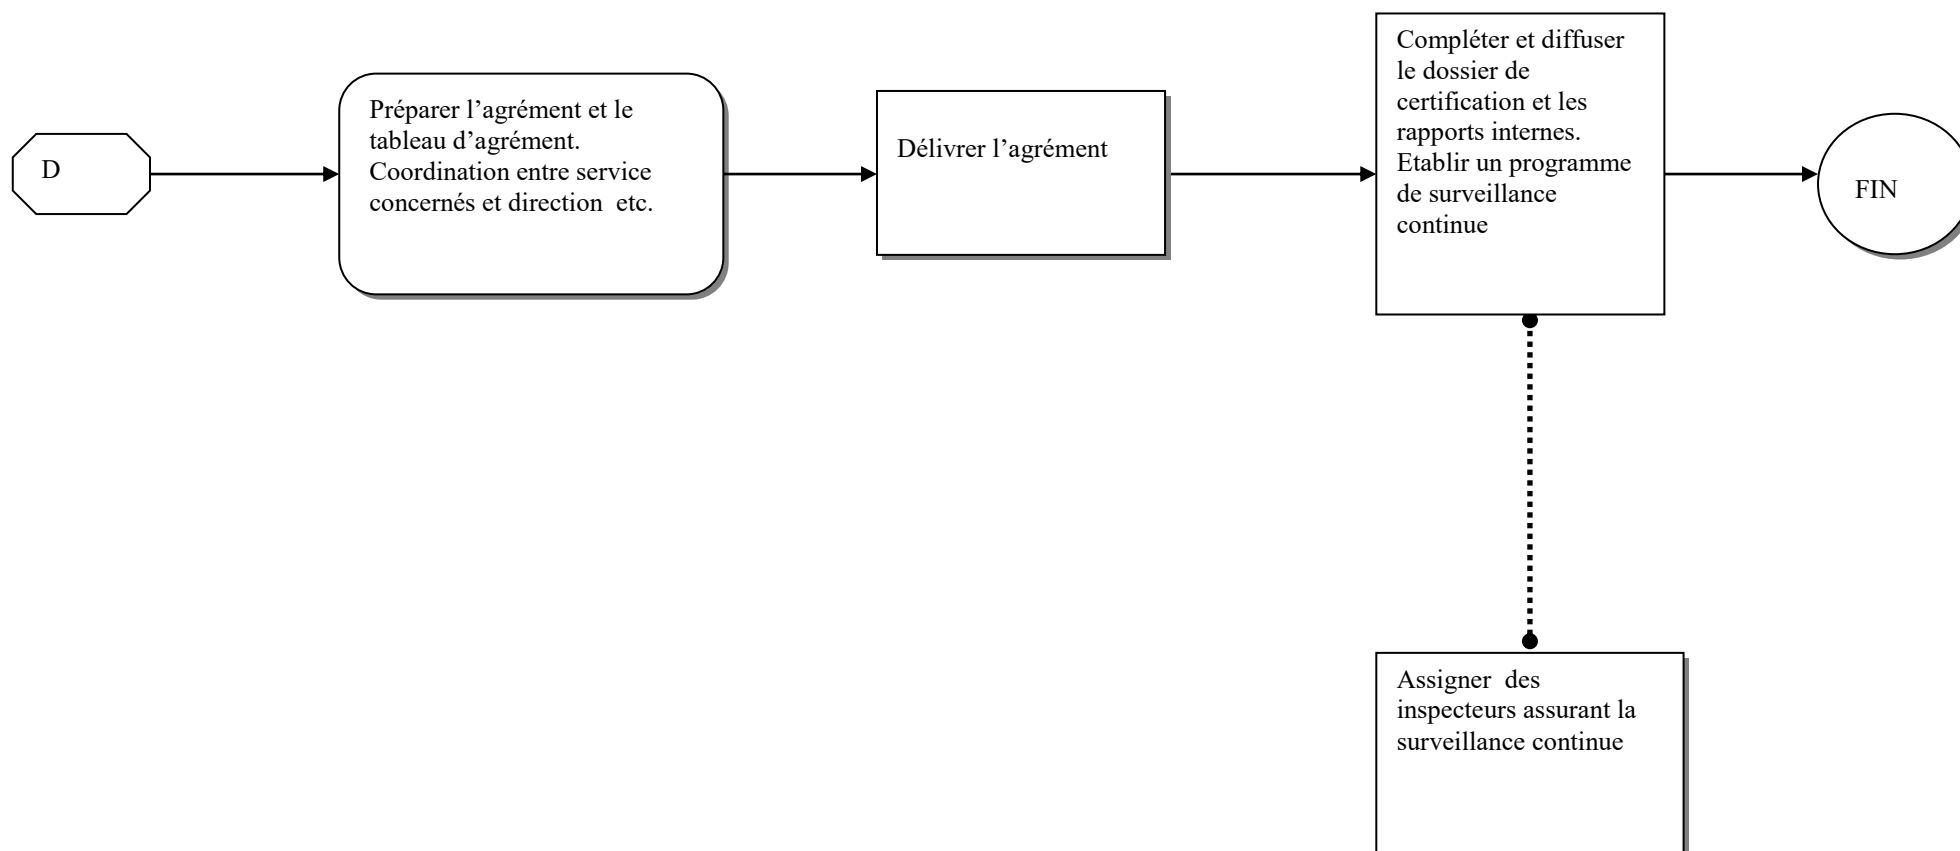 D
Préparer l’agrément et le
tableau d’agrément.
Coordination entre service
concernés et direction  etc.
Délivrer l’agrément
Compléter et diffuser
le dossier de
certification et les
rapports internes.
Etablir un programme
de surveillance
continue
FIN
Assigner  des
inspecteurs assurant la
surveillance continue